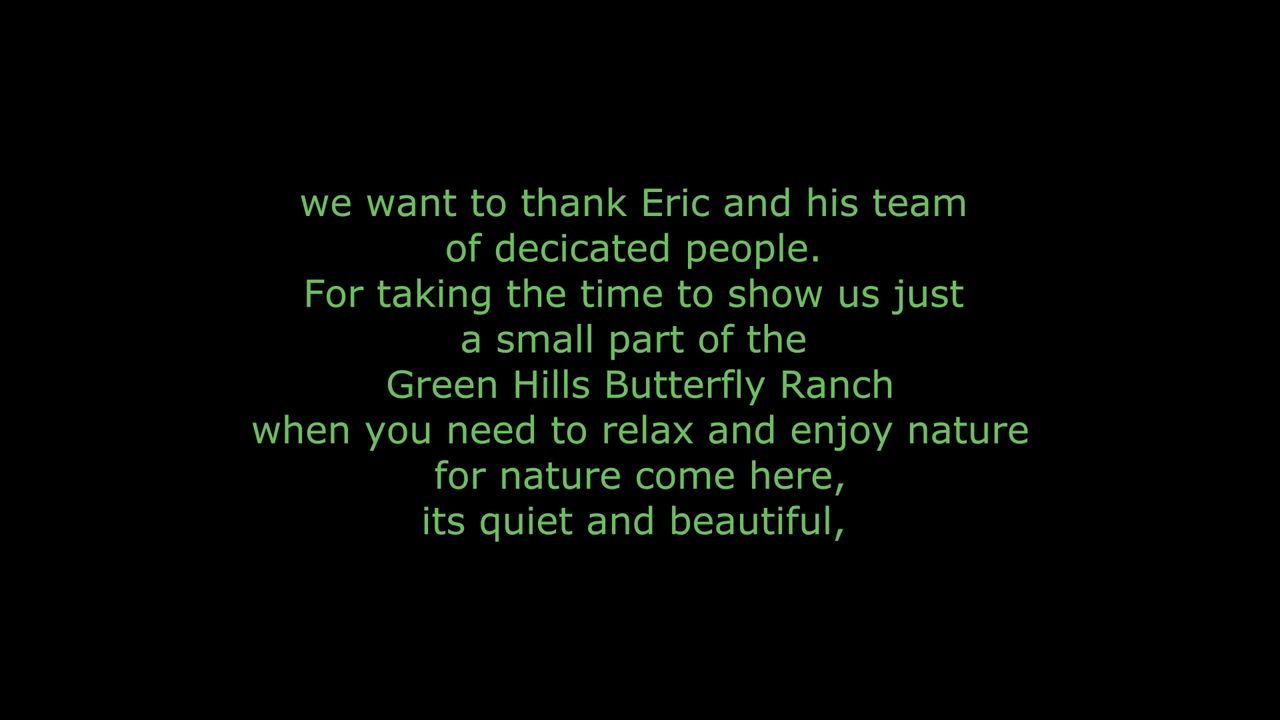 we want to thank Eric and his team
of decicated people.
For taking the time to show us just
a small part of the
Green Hills Butterfly Ranch
when you need to relax and enjoy nature
for nature come here,
its quiet and beautiful,